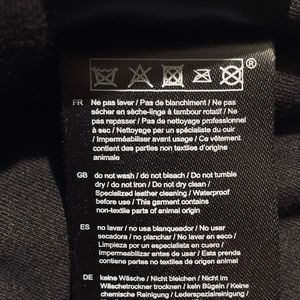 ®
FR
Ne pas laver / Pas de blanchiment / Ne pas
sécher en sèche-linge à tambour rotatif / Ne
pas repasser / Pas de nettoyage professionnel
à sec / Nettoyage par un spécialiste du cuir
/ Imperméabiliser avant usage / Ce vêtement
contient des parties non textiles d'origine
animale
GB
do not wash / do not bleach / Do not tumble
dry / do not iron / Do not dry clean /
Specialized leather cleaning / Waterproof
before use / This garment contains
non-textile parts of animal origin
ES
no lavar / no usa blanqueador / No usar
secadora / no planchar / No lavar en seco /
Limpieza por un especialista en cuero /
impermeabilizar antes de usar / Esta prenda
contiene partes no textiles de origen animal
DE
keine Wäsche / Nicht bleichen / Nicht im
Wäschetrockner trocknen / kein Bügeln / Keine
chemische Reinigung / Lederspezialreinigung /